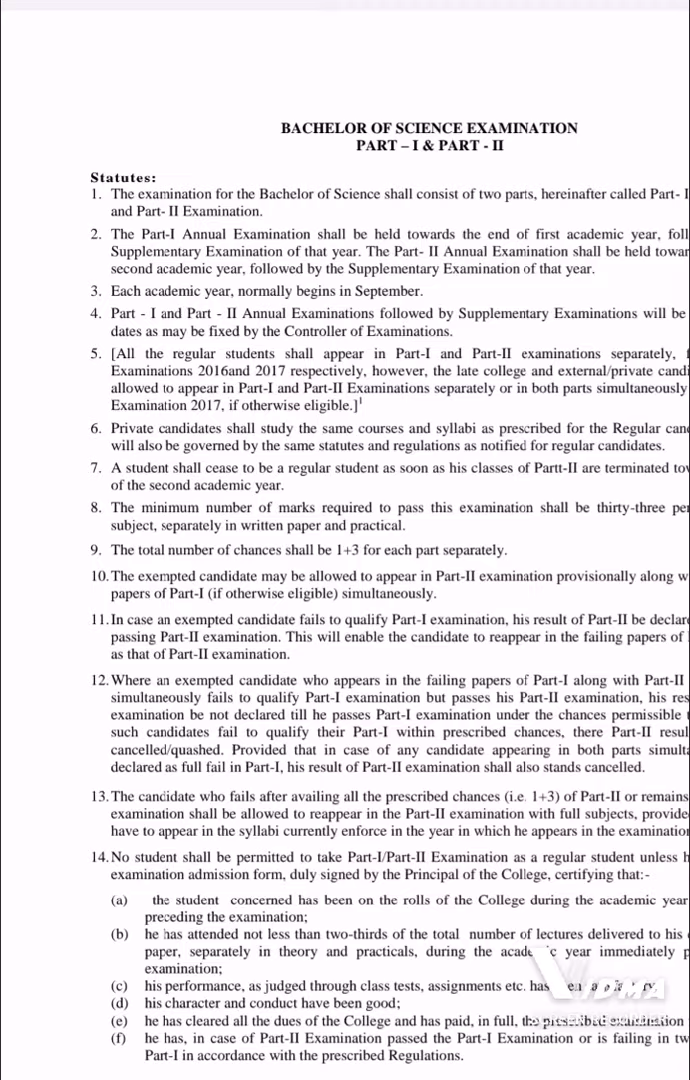 BACHELOR OF SCIENCE EXAMINATION
PART – I & PART - II
Statutes:
1. The examination for the Bachelor of Science shall consist of two parts, hereinafter called Part- I
and Part- II Examination.
2. The Part-I Annual Examination shall be held towards the end of first academic year, foll
Supplementary Examination of that year. The Part- II Annual Examination shall be held towar
second academic year, followed by the Supplementary Examination of that year.
3. Each academic year, normally begins in September.
4. Part - I and Part - II Annual Examinations followed by Supplementary Examinations will be
dates as may be fixed by the Controller of Examinations.
5. [All the regular students shall appear in Part-I and Part-II examinations separately,
Examinations 2016and 2017 respectively, however, the late college and external/private candi
allowed to appear in Part-I and Part-II Examinations separately or in both parts simultaneously
Examination 2017, if otherwise eligible.]1
6. Private candidates shall study the same courses and syllabi as prescribed for the Regular can
will also be governed by the same statutes and regulations as notified for regular candidates.
7. A student shall cease to be a regular student as soon as his classes of Partt-II are terminated to
of the second academic year.
8. The minimum number of marks required to pass this examination shall be thirty-three per
subject, separately in written paper and practical.
9. The total number of chances shall be 1+3 for each part separately.
10. The exempted candidate may be allowed to appear in Part-II examination provisionally along w
papers of Part-I (if otherwise eligible) simultaneously.
11. In case an exempted candidate fails to qualify Part-I examination, his result of Part-II be declar
passing Part-II examination. This will enable the candidate to reappear in the failing papers of
as that of Part-II examination.
12. Where an exempted candidate who appears in the failing papers of Part-I along with Part-II
simultaneously fails to qualify Part-I examination but passes his Part-II examination, his res
examination be not declared till he passes Part-I examination under the chances permissible
such candidates fail to qualify their Part-I within prescribed chances, there Part-II resul
cancelled/quashed. Provided that in case of any candidate appearing in both parts simult
declared as full fail in Part-I, his result of Part-II examination shall also stands cancelled.
13. The candidate who fails after availing all the prescribed chances (i.e. 1+3) of Part-II or remains
examination shall be allowed to reappear in the Part-II examination with full subjects, provide
have to appear in the syllabi currently enforce in the year in which he appears in the examination
14. No student shall be permitted to take Part-I/Part-II Examination as a regular student unless h
examination admission form, duly signed by the Principal of the College, certifying that:-
(a) the student concerned has been on the rolls of the College during the academic year
preceding the examination;
(b) he has attended not less than two-thirds of the total number of lectures delivered to his
paper, separately in theory and practicals, during the academic year immediately p
examination;
(c) his performance, as judged through class tests, assignments etc. has
(d) his character and conduct have been good;
(e) he has cleared all the dues of the College and has paid, in full, the prescribed examination
(f) he has, in case of Part-II Examination passed the Part-I Examination or is failing in tw
Part-I in accordance with the prescribed Regulations.
VIDMA